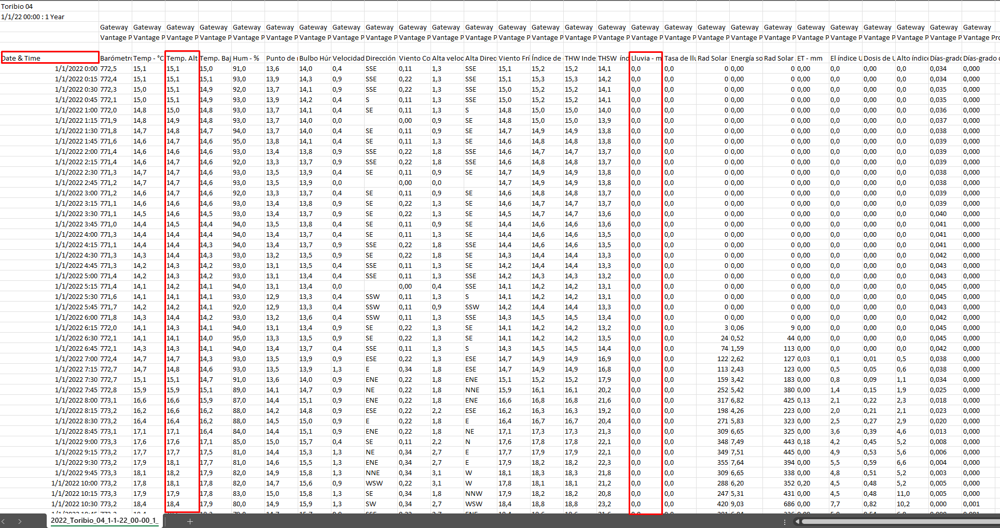 Toribio 04
1/1/22 00:00 : 1 Year
Gateway Gateway Gateway Gateway Gateway Gateway Gateway Gateway Gateway Gateway Gateway Gateway Gateway Gateway Gateway Gateway Gateway Gateway Gateway Gateway Gateway Gateway Gateway Gateway Gateway Gateway Gateway
Vantage P Vantage P Vantage P Vantage P Vantage P Vantage P Vantage P Vantage P Vantage P Vantage P Vantage P Vantage P Vantage P Vantage P Vantage P Vantage P Vantage P Vantage P Vantage P Vantage P Vantage P Vantage P Vantage P Vantage P Vantage P Vantage P Vantage Pro
Date & Time Barómetro Temp - °C Temp. Alt Temp. Baj Hum - % Punto de Bulbo Húr Velocidad Dirección Viento Co Alta veloc Alta Direc Viento Frí Índice de THW Inde THSW índ Lluvia - m Tasa de llu Rad Solar Energía so Rad Solar ET - mm El índice U Dosis de U Alto índice Días-grado Días-grado
1/1/2022 0:00 772,5 15,1 15,1 15,0 91,0 13,6 14,0 0,4 SSE 0,11 1,3 SSE 15,1 15,2 15,2 14,1 0,0 0,0 0 0,00 0 0,00 0,0 0,00 0,0 0,034 0,000
1/1/2022 0:15 772,4 15,1 15,1 15,1 93,0 13,9 14,3 0,9 SSE 0,22 1,3 SSE 15,1 15,3 15,3 14,2 0,0 0,0 0 0,00 0 0,00 0,0 0,00 0,0 0,034 0,000
1/1/2022 0:30 772,3 15,0 15,1 14,9 92,0 13,7 14,1 0,9 SSE 0,22 1,3 SSE 15,0 15,2 15,2 14,1 0,0 0,0 0 0,00 0 0,00 0,0 0,00 0,0 0,035 0,000
1/1/2022 0:45 772,1 15,0 15,1 14,9 93,0 13,9 14,2 0,4 S 0,11 1,3 SSE 15,0 15,2 15,2 14,1 0,0 0,0 0 0,00 0 0,00 0,0 0,00 0,0 0,035 0,000
1/1/2022 1:00 772,0 14,8 15,0 14,8 93,0 13,7 14,1 0,4 SE 0,11 1,3 S 14,8 15,0 15,0 14,0 0,0 0,0 0 0,00 0 0,00 0,0 0,00 0,0 0,036 0,000
1/1/2022 1:15 771,9 14,8 14,9 14,8 93,0 13,7 14,0 0,0 0,00 0,9 SE 14,8 15,0 15,0 13,9 0,0 0,0 0 0,00 0 0,00 0,0 0,00 0,0 0,037 0,000
1/1/2022 1:30 771,8 14,7 14,8 14,7 94,0 13,7 14,0 0,4 SE 0,11 0,9 SE 14,7 14,9 14,9 13,8 0,0 0,0 0 0,00 0 0,00 0,0 0,00 0,0 0,038 0,000
1/1/2022 1:45 771,6 14,6 14,7 14,6 95,0 13,8 14,1 0,4 SE 0,11 1,3 SE 14,6 14,8 14,8 13,8 0,0 0,0 0 0,00 0 0,00 0,0 0,00 0,0 0,039 0,000
1/1/2022 2:00 771,4 14,6 14,6 14,6 93,0 13,4 13,8 0,9 SSE 0,22 1,8 SSE 14,6 14,7 14,7 13,7 0,0 0,0 0 0,00 0 0,00 0,0 0,00 0,0 0,039 0,000
1/1/2022 2:15 771,4 14,6 14,7 14,6 92,0 13,3 13,7 0,9 SSE 0,22 1,8 SSE 14,6 14,8 14,8 13,7 0,0 0,0 0 0,00 0 0,00 0,0 0,00 0,0 0,039 0,000
1/1/2022 2:30 771,3 14,7 14,7 14,6 93,0 13,5 13,9 0,4 SE 0,11 0,9 SE 14,7 14,9 14,9 13,8 0,0 0,0 0 0,00 0 0,00 0,0 0,00 0,0 0,038 0,000
1/1/2022 2:45 771,2 14,7 14,7 14,6 93,0 13,5 13,9 0,0 0,00 0,0 14,7 14,9 14,9 13,8 0,0 0,0 0 0,00 0 0,00 0,0 0,00 0,0 0,038 0,000
1/1/2022 3:00 771,2 14,6 14,7 14,6 92,0 13,3 13,7 0,4 SE 0,11 0,9 SE 14,6 14,8 14,8 13,7 0,0 0,0 0 0,00 0 0,00 0,0 0,00 0,0 0,039 0,000
1/1/2022 3:15 771,1 14,6 14,6 14,6 93,0 13,4 13,8 0,9 SE 0,22 1,3 SE 14,6 14,7 14,7 13,7 0,0 0,0 0 0,00 0 0,00 0,0 0,00 0,0 0,039 0,000
1/1/2022 3:30 771,1 14,5 14,6 14,5 93,0 13,4 13,7 0,9 SE 0,22 1,3 SE 14,5 14,7 14,7 13,6 0,0 0,0 0 0,00 0 0,00 0,0 0,00 0,0 0,040 0,000
1/1/2022 3:45 771,0 14,4 14,5 14,4 94,0 13,5 13,8 0,4 SE 0,11 0,9 SE 14,4 14,6 14,6 13,6 0,0 0,0 0 0,00 0 0,00 0,0 0,00 0,0 0,041 0,000
1/1/2022 4:00 771,3 14,4 14,4 14,4 94,0 13,4 13,7 0,4 SE 0,11 1,3 SE 14,4 14,6 14,6 13,5 0,0 0,0 0 0,00 0 0,00 0,0 0,00 0,0 0,041 0,000
1/1/2022 4:15 771,1 14,4 14,4 14,3 94,0 13,4 13,7 0,9 SSE 0,22 1,8 SSE 14,4 14,6 14,6 13,5 0,0 0,0 0 0,00 0 0,00 0,0 0,00 0,0 0,041 0,000
1/1/2022 4:30 771,3 14,3 14,4 14,3 93,0 13,2 13,5 0,9 SE 0,22 1,8 SE 14,3 14,4 14,4 13,3 0,0 0,0 0 0,00 0 0,00 0,0 0,00 0,0 0,042 0,000
1/1/2022 4:45 771,3 14,2 14,3 14,2 93,0 13,1 13,5 0,4 SSE 0,11 1,3 SE 14,2 14,4 14,4 13,3 0,0 0,0 0 0,00 0 0,00 0,0 0,00 0,0 0,043 0,000
1/1/2022 5:00 771,4 14,2 14,3 14,2 93,0 13,1 13,4 0,4 SSE 0,11 1,3 SSE 14,2 14,3 14,3 13,2 0,0 0,0 0 0,00 0 0,00 0,0 0,00 0,0 0,043 0,000
1/1/2022 5:15 771,4 14,1 14,2 14,1 94,0 13,1 13,4 0,0 0,00 0,4 SSE 14,1 14,2 14,2 13,1 0,0 0,0 0 0,00 0 0,00 0,0 0,00 0,0 0,045 0,000
1/1/2022 5:30 771,6 14,1 14,1 14,1 93,0 12,9 13,3 0,4 SSW 0,11 1,3 S 14,1 14,2 14,2 13,1 0,0 0,0 0 0,00 0 0,00 0,0 0,00 0,0 0,045 0,000
1/1/2022 5:45 771,7 14,2 14,2 14,1 92,0 12,9 13,3 0,4 SSW 0,11 0,9 SSW 14,2 14,4 14,4 13,3 0,0 0,0 0 0,00 0 0,00 0,0 0,00 0,0 0,043 0,000
1/1/2022 6:00 771,8 14,3 14,4 14,2 93,0 13,2 13,6 0,4 SSW 0,11 1,3 SSE 14,3 14,5 14,5 13,4 0,0 0,0 0 0,00 0 0,00 0,0 0,00 0,0 0,042 0,000
1/1/2022 6:15 772,0 14,1 14,3 14,1 94,0 13,1 13,4 0,9 SE 0,22 1,3 SE 14,1 14,2 14,2 13,2 0,0 0,0 3 0,06 9 0,00 0,0 0,00 0,0 0,045 0,000
1/1/2022 6:30 772,1 14,1 14,1 14,0 95,0 13,3 13,5 0,9 SE 0,22 1,3 SE 14,1 14,2 14,2 13,5 0,0 0,0 24 0,52 44 0,00 0,0 0,00 0,0 0,045 0,000
1/1/2022 6:45 772,1 14,3 14,3 14,1 94,0 13,4 13,7 0,4 SSE 0,11 1,3 S 14,3 14,5 14,5 14,4 0,0 0,0 74 1,59 113 0,00 0,0 0,00 0,0 0,042 0,000
1/1/2022 7:00 772,4 14,7 14,7 14,3 93,0 13,5 13,9 0,9 ESE 0,22 1,3 ESE 14,7 14,9 14,9 16,9 0,0 0,0 122 2,62 127 0,03 0,1 0,01 0,5 0,038 0,000
1/1/2022 7:15 772,7 14,7 14,8 14,6 93,0 13,5 13,9 1,3 E 0,34 1,8 ESE 14,7 14,9 14,9 16,8 0,0 0,0 113 2,43 123 0,00 0,5 0,05 0,6 0,038 0,000
1/1/2022 7:30 772,7 15,1 15,1 14,7 91,0 13,6 14,0 0,9 ENE 0,22 1,8 ENE 15,1 15,2 15,2 17,9 0,0 0,0 159 3,42 183 0,00 0,8 0,09 1,1 0,034 0,000
1/1/2022 7:45 772,8 15,9 15,9 15,1 89,0 14,1 14,7 0,9 NE 0,22 1,8 NNE 15,9 16,1 16,1 20,2 0,0 0,0 252 5,42 380 0,00 1,4 0,15 1,9 0,025 0,000
1/1/2022 8:00 773,1 16,6 16,6 15,9 87,0 14,4 15,1 0,9 ENE 0,22 1,8 ENE 16,6 16,8 16,8 21,6 0,0 0,0 317 6,82 425 0,13 2,1 0,22 2,3 0,018 0,000
1/1/2022 8:15 773,2 16,2 16,6 16,2 88,0 14,2 14,8 0,9 ESE 0,22 2,2 ESE 16,2 16,3 16,3 19,2 0,0 0,0 198 4,26 223 0,00 2,0 0,21 2,1 0,023 0,000
1/1/2022 8:30 773,2 16,4 16,4 16,2 88,0 14,5 15,0 0,9 E 0,22 1,8 E 16,4 16,7 16,7 20,4 0,0 0,0 271 5,83 323 0,00 2,5 0,27 2,9 0,020 0,000
1/1/2022 8:45 773,1 17,1 17,1 16,4 84,0 14,4 15,1 0,9 ENE 0,22 1,8 NE 17,1 17,3 17,3 21,3 0,0 0,0 309 6,65 325 0,00 3,6 0,39 4,6 0,013 0,000
1/1/2022 9:00 773,3 17,6 17,6 17,1 85,0 15,0 15,7 0,4 SE 0,11 2,2 N 17,6 17,8 17,8 22,1 0,0 0,0 348 7,49 443 0,18 4,2 0,45 5,2 0,008 0,000
1/1/2022 9:15 773,2 17,7 17,7 17,5 81,0 14,4 15,3 1,3 NE 0,34 2,7 E 17,7 17,9 17,9 22,1 0,0 0,0 349 7,51 445 0,00 4,9 0,53 5,6 0,006 0,000
1/1/2022 9:30 773,2 17,9 18,1 17,7 81,0 14,6 15,5 1,3 ENE 0,34 2,7 E 17,9 18,2 18,2 22,3 0,0 0,0 355 7,64 394 0,00 5,5 0,59 6,6 0,004 0,000
1/1/2022 9:45 773,3 18,1 18,2 17,9 82,0 14,9 15,8 1,3 NNE 0,34 3,1 W 18,1 18,3 18,3 21,8 0,0 0,0 309 6,65 338 0,00 4,8 0,51 5,2 0,003 0,000
1/1/2022 10:00 773,2 17,8 18,1 17,8 82,0 14,7 15,6 0,9 WSW 0,22 3,1 W 17,8 18,1 18,1 21,2 0,0 0,0 288 6,20 352 0,20 4,5 0,48 5,2 0,005 0,000
1/1/2022 10:15 773,3 17,9 17,9 17,8 83,0 15,0 15,8 1,3 SE 0,34 1,8 NNW 17,9 18,2 18,2 20,8 0,0 0,0 247 5,31 431 0,00 4,5 0,48 11,0 0,005 0,000
1/1/2022 10:30 773,2 18,4 18,4 17,9 80,0 14,9 15,9 1,3 SW 0,34 2,7 WSW 18,4 18,8 18,8 23,2 0,0 0,0 420 9,03 686 0,00 7,7 0,82 10,2 0,000 0,001
2022_Toribio_04_1-1-22_00-00_1_